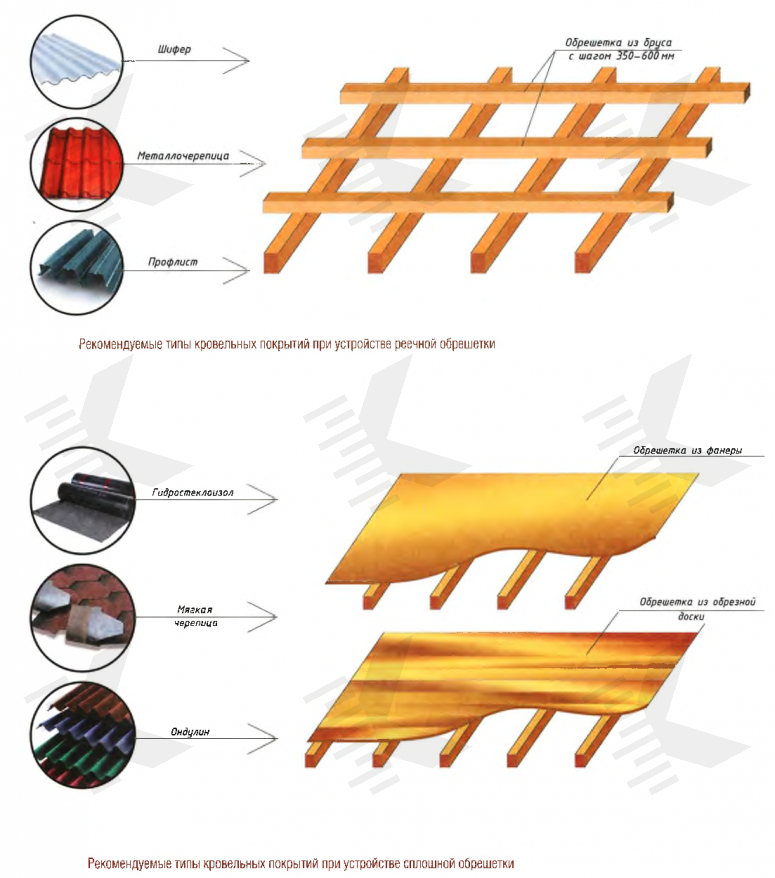 Шифер
Обрешетка из бруса
с шагом 350-600 мм
Металлочерепица
Профлист
Рекомендуемые типы кровельных покрытий при устройстве реечной обрешетки
Обрешетка из фанеры
Гидростеклоизол
Обрешетка из обрезной
доски
Мягкая
черепица
Ондулин
Рекомендуемые типы кровельных покрытий при устройстве сплошной обрешетки